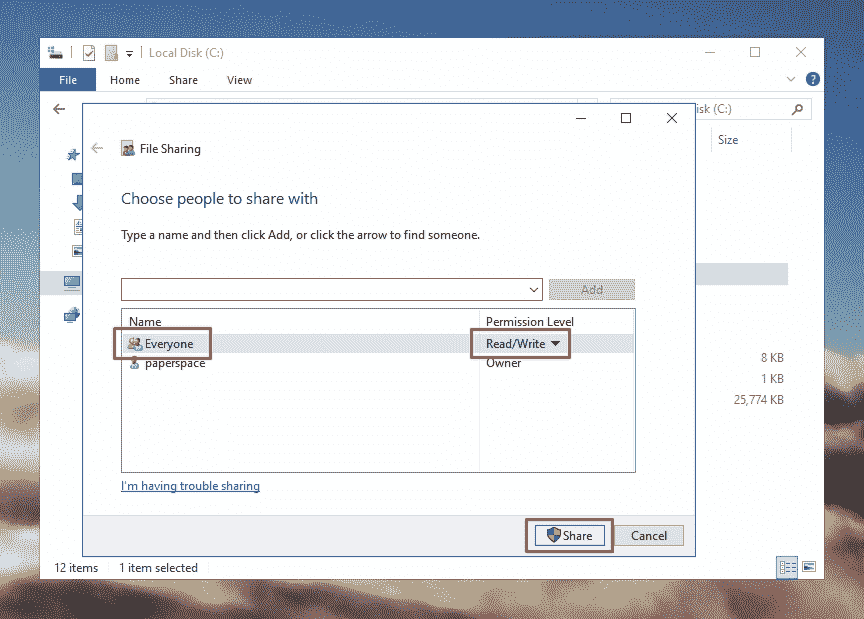 Local Disk (C:)
File Home Share View
isk (C:)
Size
File Sharing
Choose people to share with
Type a name and then click Add, or click the arrow to find someone.
Add
Name Permission Level
Everyone Read/Write
paperspace Owner
8 KB
1 KB
25,774 KB
I'm having trouble sharing
Share Cancel
12 items 1 item selected